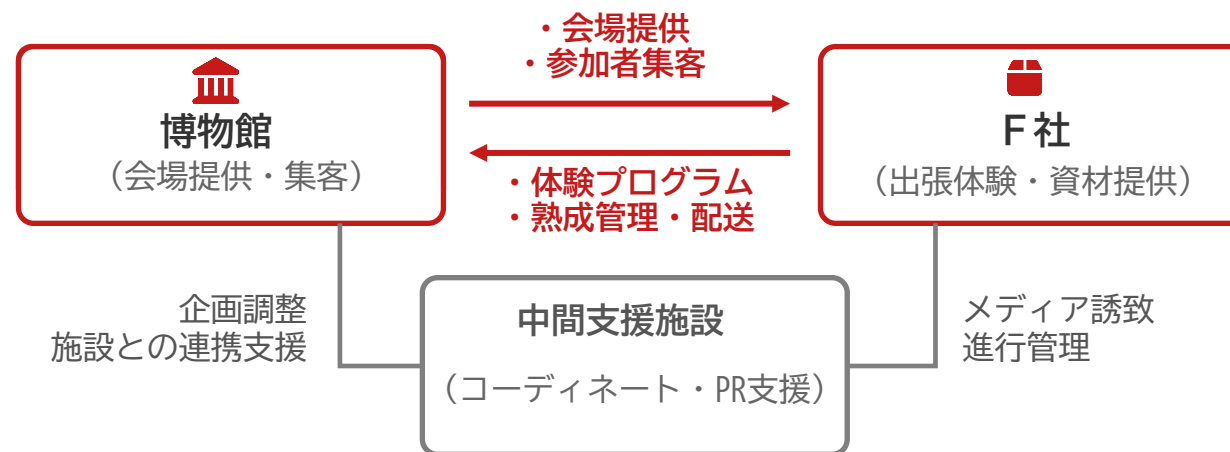 ・会場提供
・参加者集客
博物館
（会場提供・集客）
Ｆ社
（出張体験・資材提供）
・体験プログラム
・熟成管理・配送
企画調整
施設との連携支援
中間支援施設
（コーディネート・PR支援）
メディア誘致
進行管理